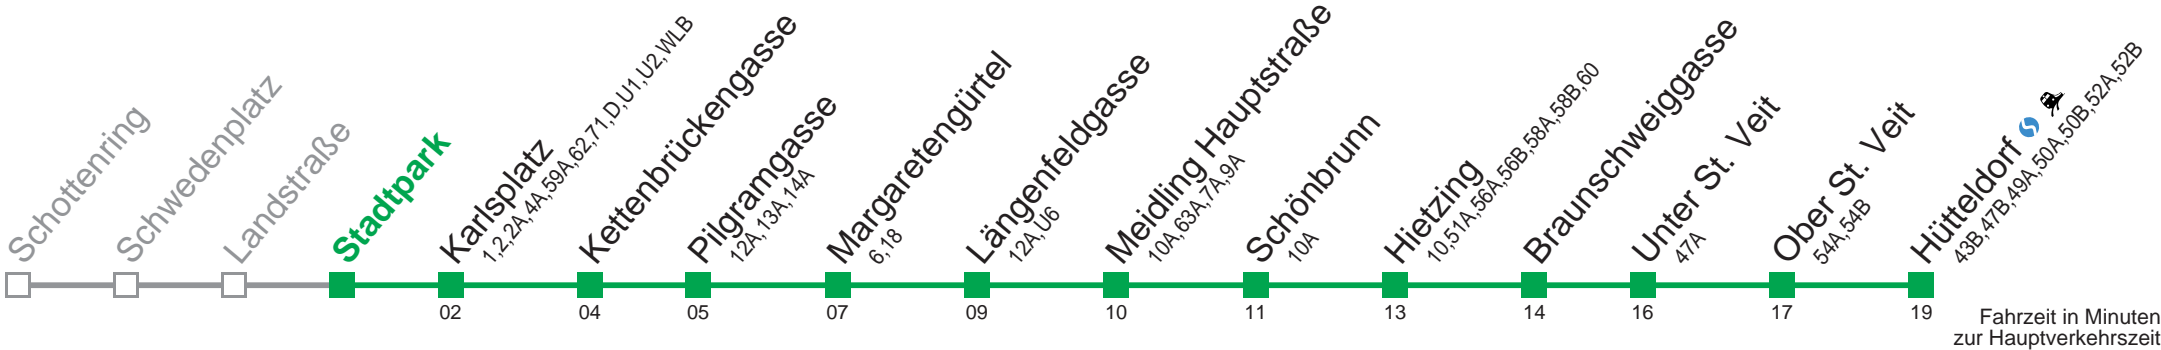 Schottenring
Schwedenplatz
Landstraße
Stadtpark
Karlsplatz
1,2,2A,4A,59A,62,71,D,U1,U2,WLB
Kettenbrückengasse
Pilgramgasse
12A,13A,14A
Margaretengürtel
6,18
Längenfeldgasse
12A,U6
Meidling Hauptstraße
10A,63A,7A,9A
Schönbrunn
10A
Hietzing
10,51A,56A,56B,58A,58B,60
Braunschweiggasse
Unter St. Veit
47A
Ober St. Veit
54A,54B
Hütteldorf
43B,47B,49A,50A,50B,52A,52B
02 04 05 07 09 10 11 13 14 16 17 19
Fahrzeit in Minuten
zur Hauptverkehrszeit